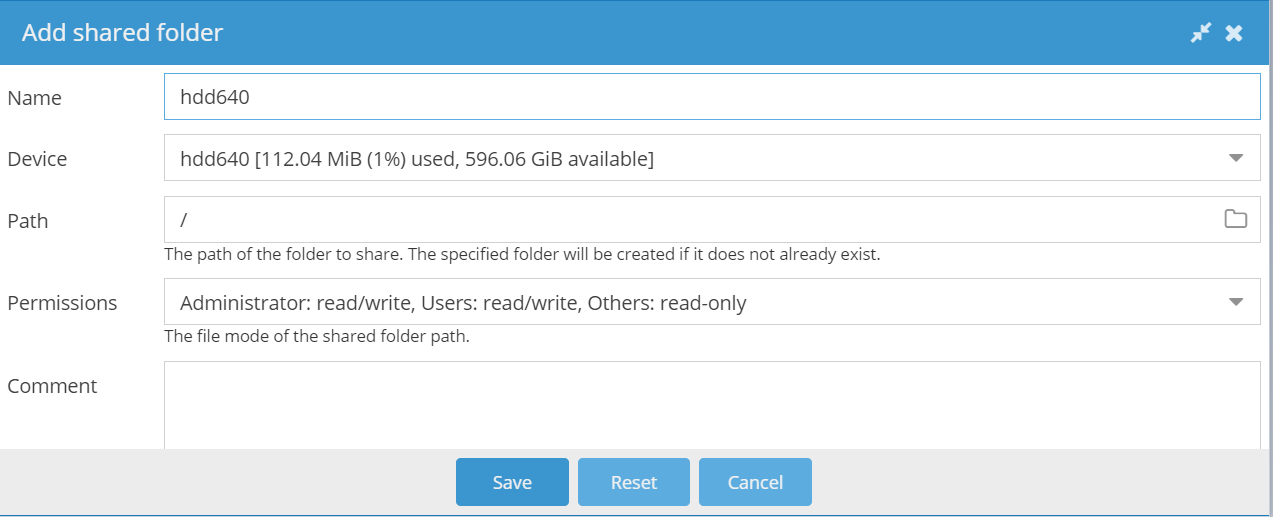 Add shared folder
Name hdd640
Device hdd640 [112.04 MiB (1%) used, 596.06 GiB available]
Path /
The path of the folder to share. The specified folder will be created if it does not already exist.
Permissions Administrator: read/write, Users: read/write, Others: read-only
The file mode of the shared folder path.
Comment
Save Reset Cancel